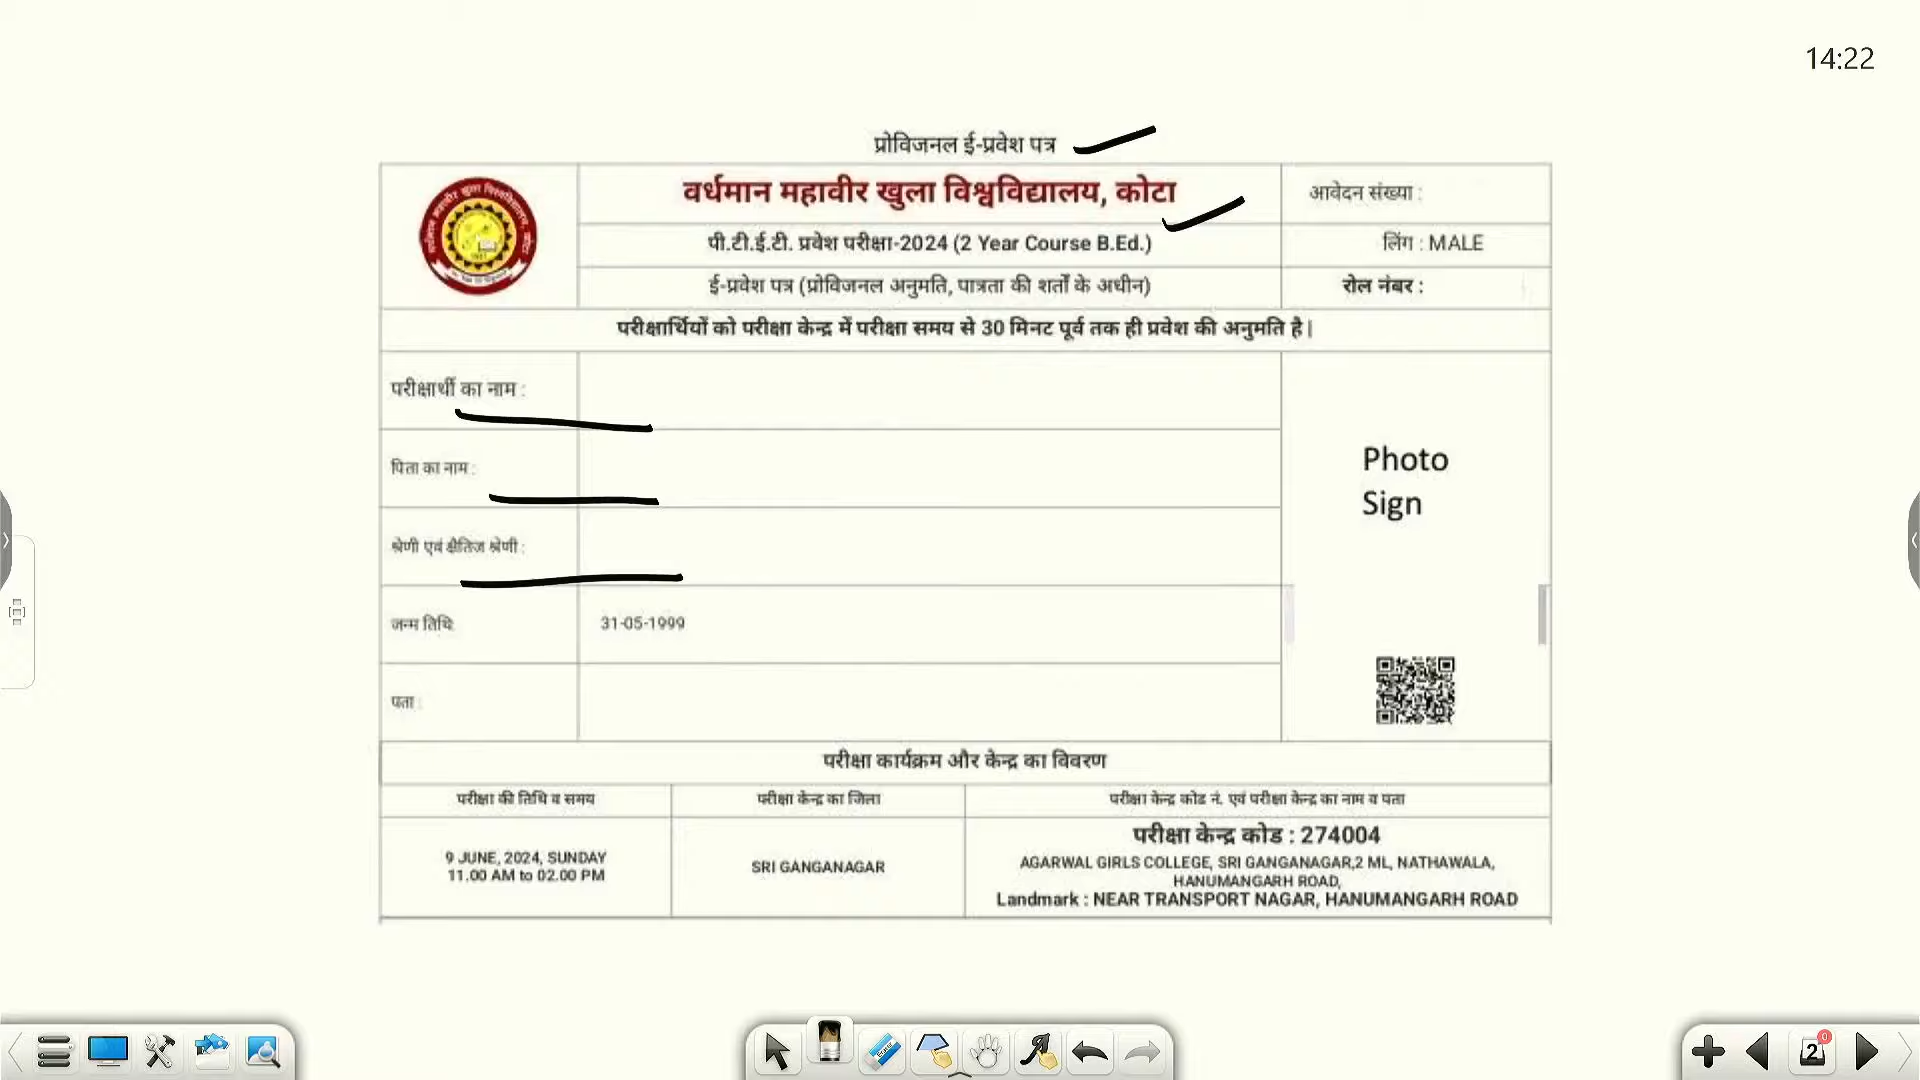 14:22
प्रोविजनल ई-प्रवेश पत्र
वर्धमान महावीर खुला विश्वविद्यालय, कोटा
आवेदन संख्या :
पी.टी.ई.टी. प्रवेश परीक्षा-2024 (2 Year Course B.Ed.)
लिंग : MALE
ई-प्रवेश पत्र (प्रोविजनल अनुमति, पात्रता की शर्तों के अधीन)
रोल नंबर :
परीक्षार्थियों को परीक्षा केन्द्र में परीक्षा समय से 30 मिनट पूर्व तक ही प्रवेश की अनुमति है|
परीक्षार्थी का नाम :
पिता का नाम :
Photo
Sign
श्रेणी एवं क्षैतिज श्रेणी :
जन्म तिथि
31-05-1999
पता :
परीक्षा कार्यक्रम और केन्द्र का विवरण
परीक्षा की तिथि व समय
परीक्षा केन्द्र का जिला
परीक्षा केन्द्र कोड नं. एवं परीक्षा केन्द्र का नाम व पता
9 JUNE, 2024, SUNDAY
11.00 AM to 02.00 PM
SRI GANGANAGAR
परीक्षा केन्द्र कोड : 274004
AGARWAL GIRLS COLLEGE, SRI GANGANAGAR,2 ML, NATHAWALA,
HANUMANGARH ROAD,
Landmark : NEAR TRANSPORT NAGAR, HANUMANGARH ROAD
2
0